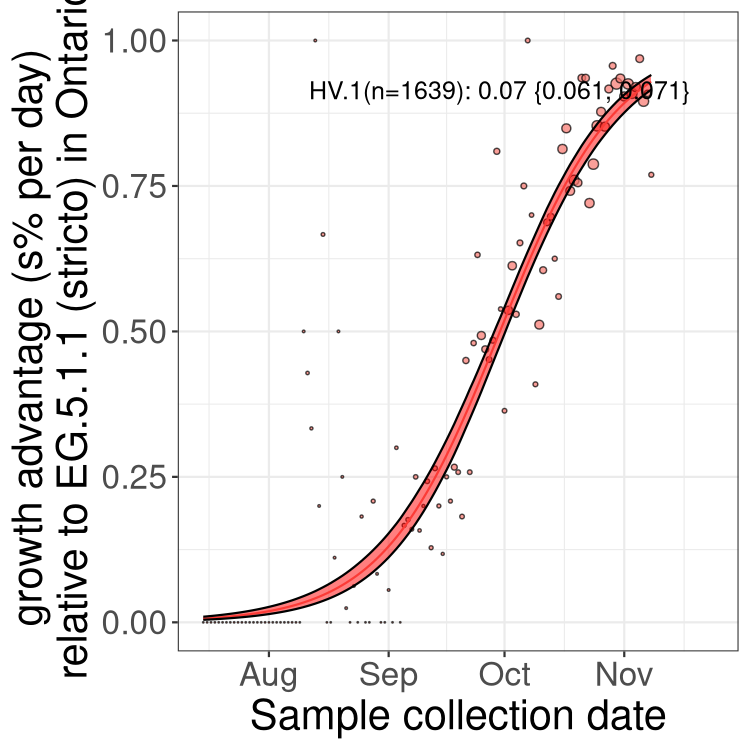 growth advantage (s% per day)
relative to EG.5.1.1 (stricto) in Ontario
1.00
0.75
0.50
0.25
0.00
HV.1(n=1639): 0.07 {0.061, 0.071}
Aug Sep Oct Nov
Sample collection date